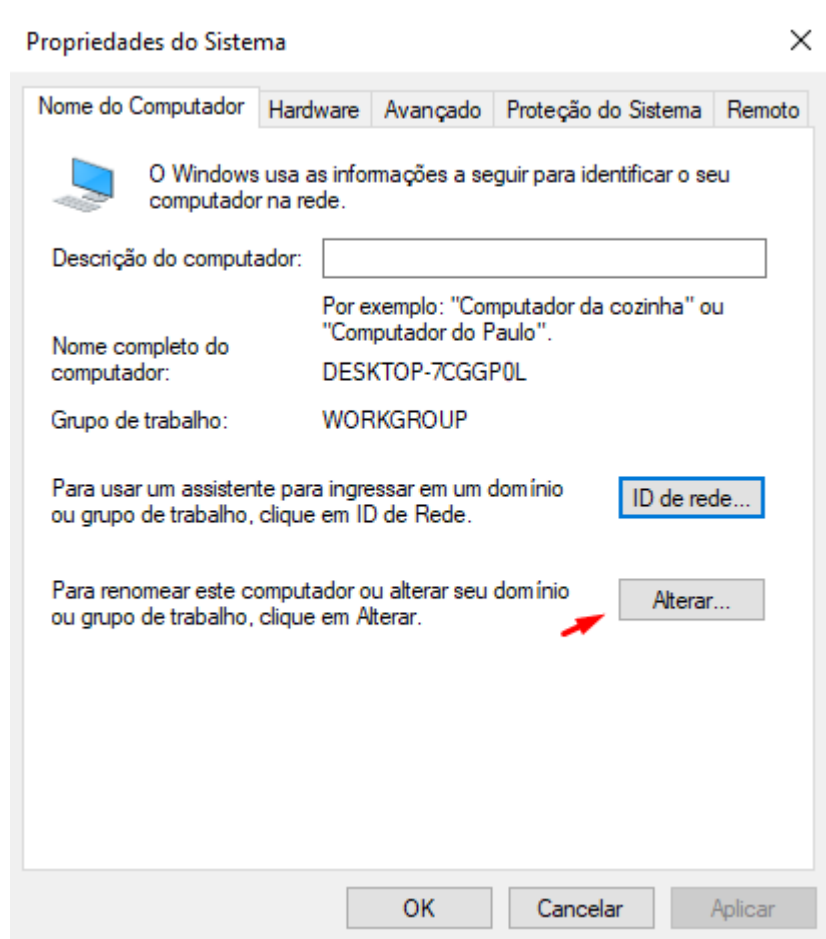 Propriedades do Sistema
Nome do Computador Hardware Avançado Proteção do Sistema Remoto
O Windows usa as informações a seguir para identificar o seu
computador na rede.
Descrição do computador:
Por exemplo: "Computador da cozinha" ou
"Computador do Paulo".
Nome completo do
computador: DESKTOP-7CGGP0L
Grupo de trabalho: WORKGROUP
Para usar um assistente para ingressar em um domínio
ou grupo de trabalho, clique em ID de Rede.
ID de rede...
Para renomear este computador ou alterar seu domínio
ou grupo de trabalho, clique em Alterar.
Alterar...
OK Cancelar Aplicar